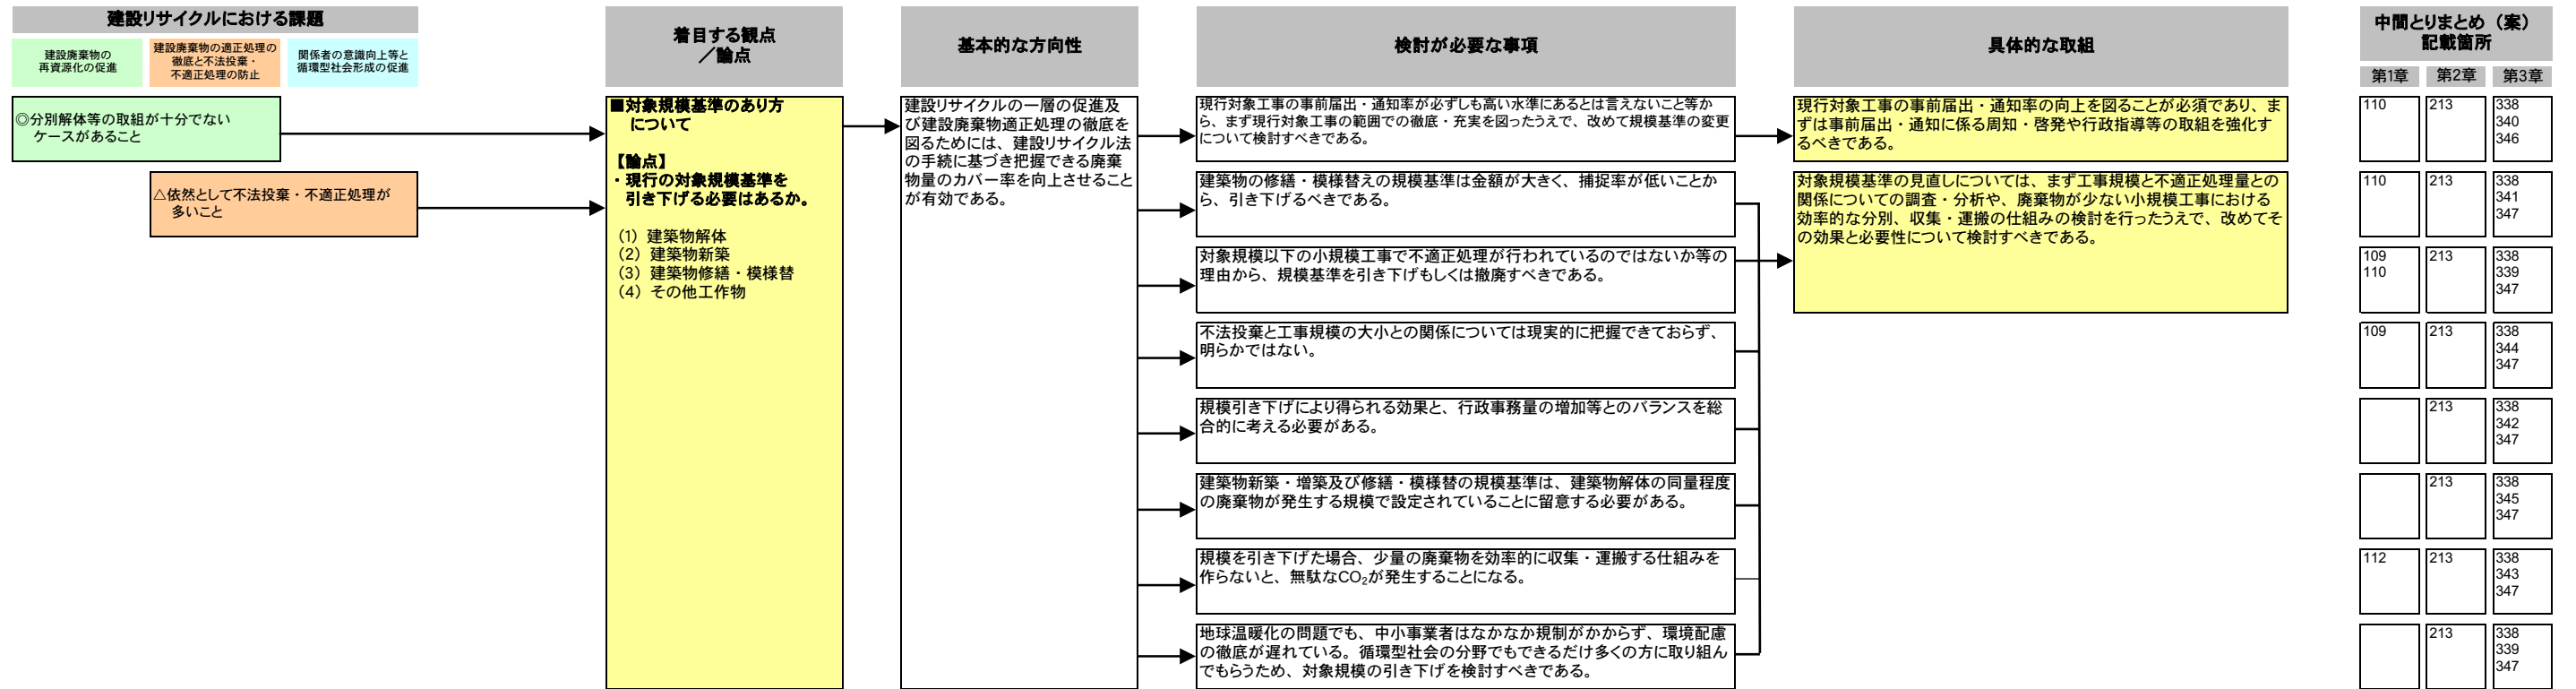 建設リサイクルにおける課題
建設廃棄物の
再資源化の促進
建設廃棄物の適正処理の
徹底と不法投棄・
不適正処理の防止
関係者の意識向上等と
循環型社会形成の促進
着目する観点
／論点
基本的な方向性
検討が必要な事項
具体的な取組
中間とりまとめ（案）
記載箇所
第1章
第2章
第3章
◎分別解体等の取組が十分でない
ケースがあること
△依然として不法投棄・不適正処理が
多いこと
■対象規模基準のあり方
について
【論点】
・現行の対象規模基準を
引き下げる必要はあるか。
（1）建築物解体
（2）建築物新築
（3）建築物修繕・模様替
（4）その他工作物
建設リサイクルの一層の促進及
び建設廃棄物適正処理の徹底を
図るためには、建設リサイクル法
の手続に基づき把握できる廃棄
物量のカバー率を向上させること
が有効である。
現行対象工事の事前届出・通知率が必ずしも高い水準にあるとは言えないこと等か
ら、まず現行対象工事の範囲での徹底・充実を図ったうえで、改めて規模基準の変更
について検討すべきである。
建築物の修繕・模様替えの規模基準は金額が大きく、捕捉率が低いことか
ら、引き下げるべきである。
対象規模以下の小規模工事で不適正処理が行われているのではないか等の
理由から、規模基準を引き下げもしくは撤廃すべきである。
不法投棄と工事規模の大小との関係については現実的に把握できておらず、
明らかではない。
規模引き下げにより得られる効果と、行政事務量の増加等とのバランスを総
合的に考える必要がある。
建築物新築・増築及び修繕・模様替の規模基準は、建築物解体の同量程度
の廃棄物が発生する規模で設定されていることに留意する必要がある。
規模を引き下げた場合、少量の廃棄物を効率的に収集・運搬する仕組みを
作らないと、無駄なCO₂が発生することになる。
地球温暖化の問題でも、中小事業者はなかなか規制がかからず、環境配慮
の徹底が遅れている。循環型社会の分野でもできるだけ多くの方に取り組ん
でもらうため、対象規模の引き下げを検討すべきである。
現行対象工事の事前届出・通知率の向上を図ることが必須であり、ま
ずは事前届出・通知に係る周知・啓発や行政指導等の取組を強化す
るべきである。
対象規模基準の見直しについては、まず工事規模と不適正処理量との
関係についての調査・分析や、廃棄物が少ない小規模工事における
効率的な分別、収集・運搬の仕組みの検討を行ったうえで、改めてそ
の効果と必要性について検討すべきである。
110
213
338
340
346
110
213
338
341
347
109
110
213
338
339
347
109
213
338
344
347
213
338
342
347
213
338
345
347
112
213
338
343
347
213
338
339
347